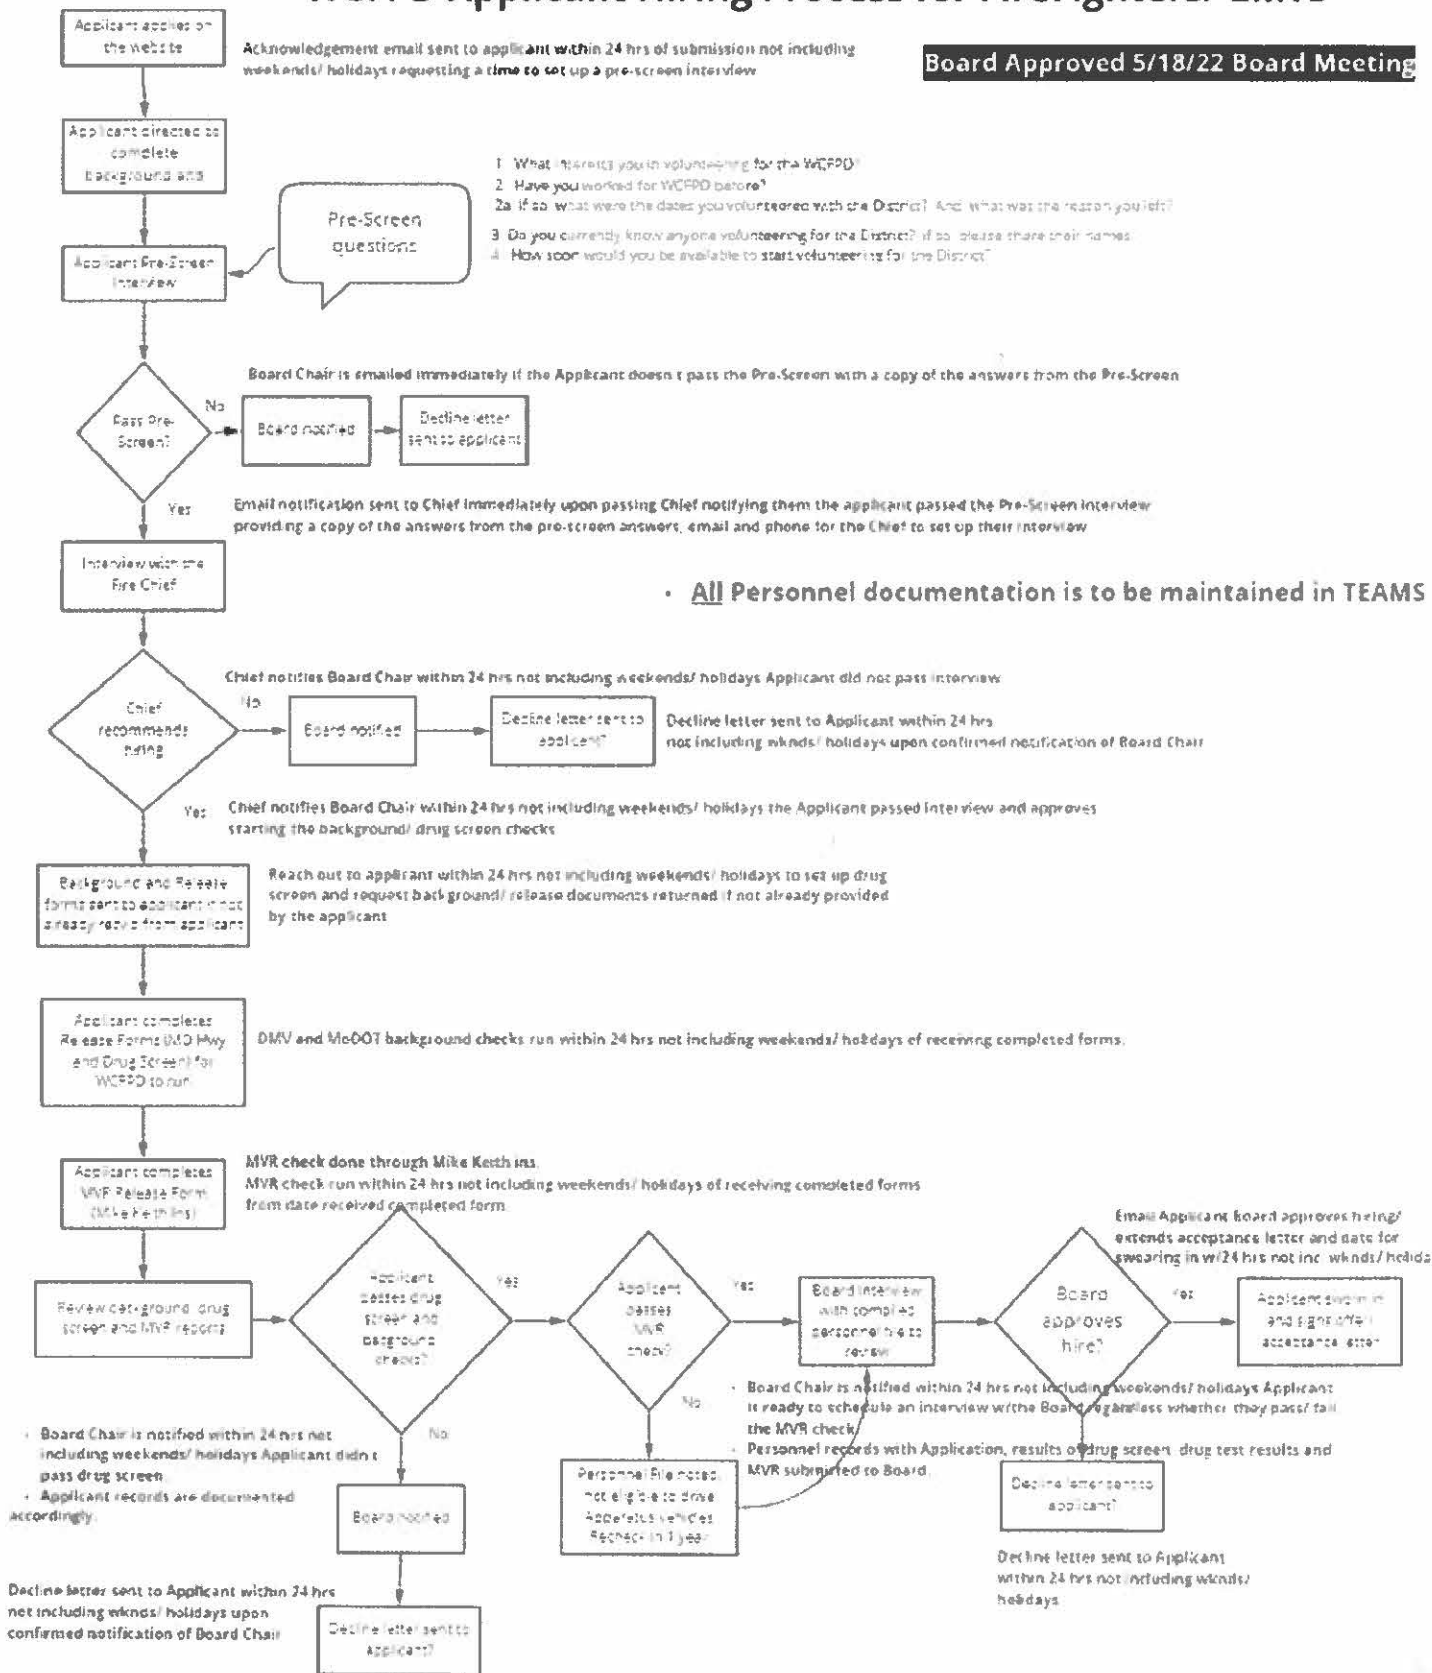 Applicant applies on
the website
Acknowledgement email sent to applicant within 24 hrs of submission not including
weekends/ holidays requesting a time to set up a pre-screen interview
Board Approved 5/18/22 Board Meeting
Applicant directed to
complete
background and
1 What interests you in volunteering for the WCFPD?
2 Have you worked for WCFPD before?
2a If so what were the dates you volunteered with the District? And what was the reason you left?
3 Do you currently know anyone volunteering for the District? if so please share their names
4 How soon would you be available to start volunteering for the District?
Pre-Screen
questions
Applicant Pre-Screen
Interview
Board Chair is emailed immediately if the Applicant doesn t pass the Pre-Screen with a copy of the answers from the Pre-Screen
Pass Pre-
Screen?
No
Board notified
Decline letter
sent to applicant
Yes
Email notification sent to Chief immediately upon passing Chief notifying them the applicant passed the Pre-Screen interview
providing a copy of the answers from the pre-screen answers, email and phone for the Chief to set up their interview
Interview with the
Fire Chief
· All Personnel documentation is to be maintained in TEAMS
Chief notifies Board Chair within 24 hrs not including weekends/ holidays Applicant did not pass interview
Chief
recommends
hiring
No
Board notified
Decline letter sent to
applicant?
Decline letter sent to Applicant within 24 hrs
not including wknds/ holidays upon confirmed notification of Board Chair
Yes
Chief notifies Board Chair within 24 hrs not including weekends/ holidays the Applicant passed interview and approves
starting the background/ drug screen checks
Background and Release
forms sent to applicant if not
already from applicant
Reach out to applicant within 24 hrs not including weekends/ holidays to set up drug
screen and request background/ release documents returned if not already provided
by the applicant
Applicant completes
Release Forms (MO Hwy
and Drug Screen) for
WCFPD to run
DMV and MoDOT background checks run within 24 hrs not including weekends/ holidays of receiving completed forms.
Applicant completes
MVR Release Form
(Mike Keith Ins)
MVR check done through Mike Keith ins.
MVR check run within 24 hrs not including weekends/ holidays of receiving completed forms
from date received completed form
Review background, drug
screen and MVR reports
Applicant
passes drug
screen and
background
checks?
Yes
Applicant
passes
MVR
check?
Yes
Board Interview
with compiled
personnel file to
review
Board
approves
hire?
Yes
Email Applicant Board approves hiring/
extends acceptance letter and date for
swearing in w/24 hrs not inc. wknds/ holida
Applicant sworn in
and signs offer/
acceptance letter
No
No
· Board Chair is notified within 24 hrs not including weekends/ holidays Applicant
is ready to schedule an interview w/the Board regardless whether they pass/ fail
the MVR check
· Personnel records with Application, results of drug screen, drug test results and
MVR submitted to Board.
· Board Chair is notified within 24 hrs not
including weekends/ holidays Applicant didn t
pass drug screen.
· Applicant records are documented
accordingly.
Board notified
Personnel File noted,
not eligible to drive
Apparatus vehicles
Recheck in 1 year
Decline letter sent to
applicant?
Decline letter sent to Applicant
within 24 hrs not including wknds/
holidays
Decline letter sent to Applicant within 24 hrs
not including wknds/ holidays upon
confirmed notification of Board Chair
Decline letter sent to
applicant?